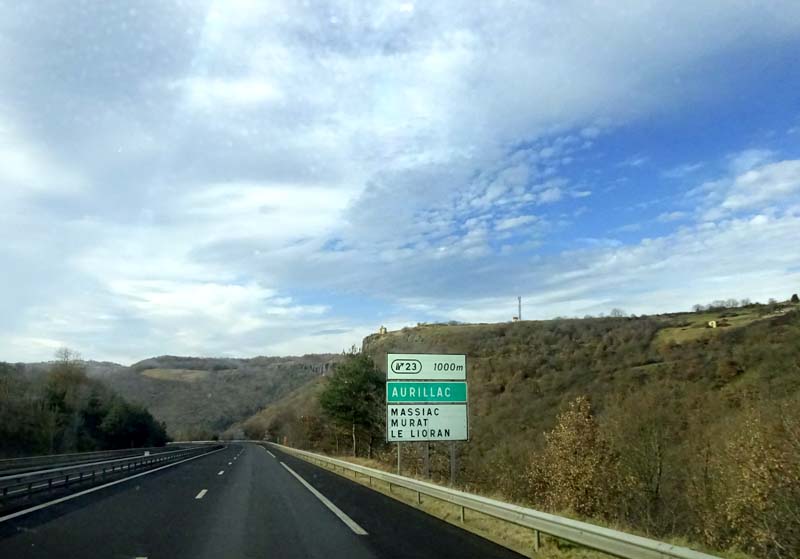 23 1000m
AURILLAC
MASSIAC
MURAT
LE LIORAN